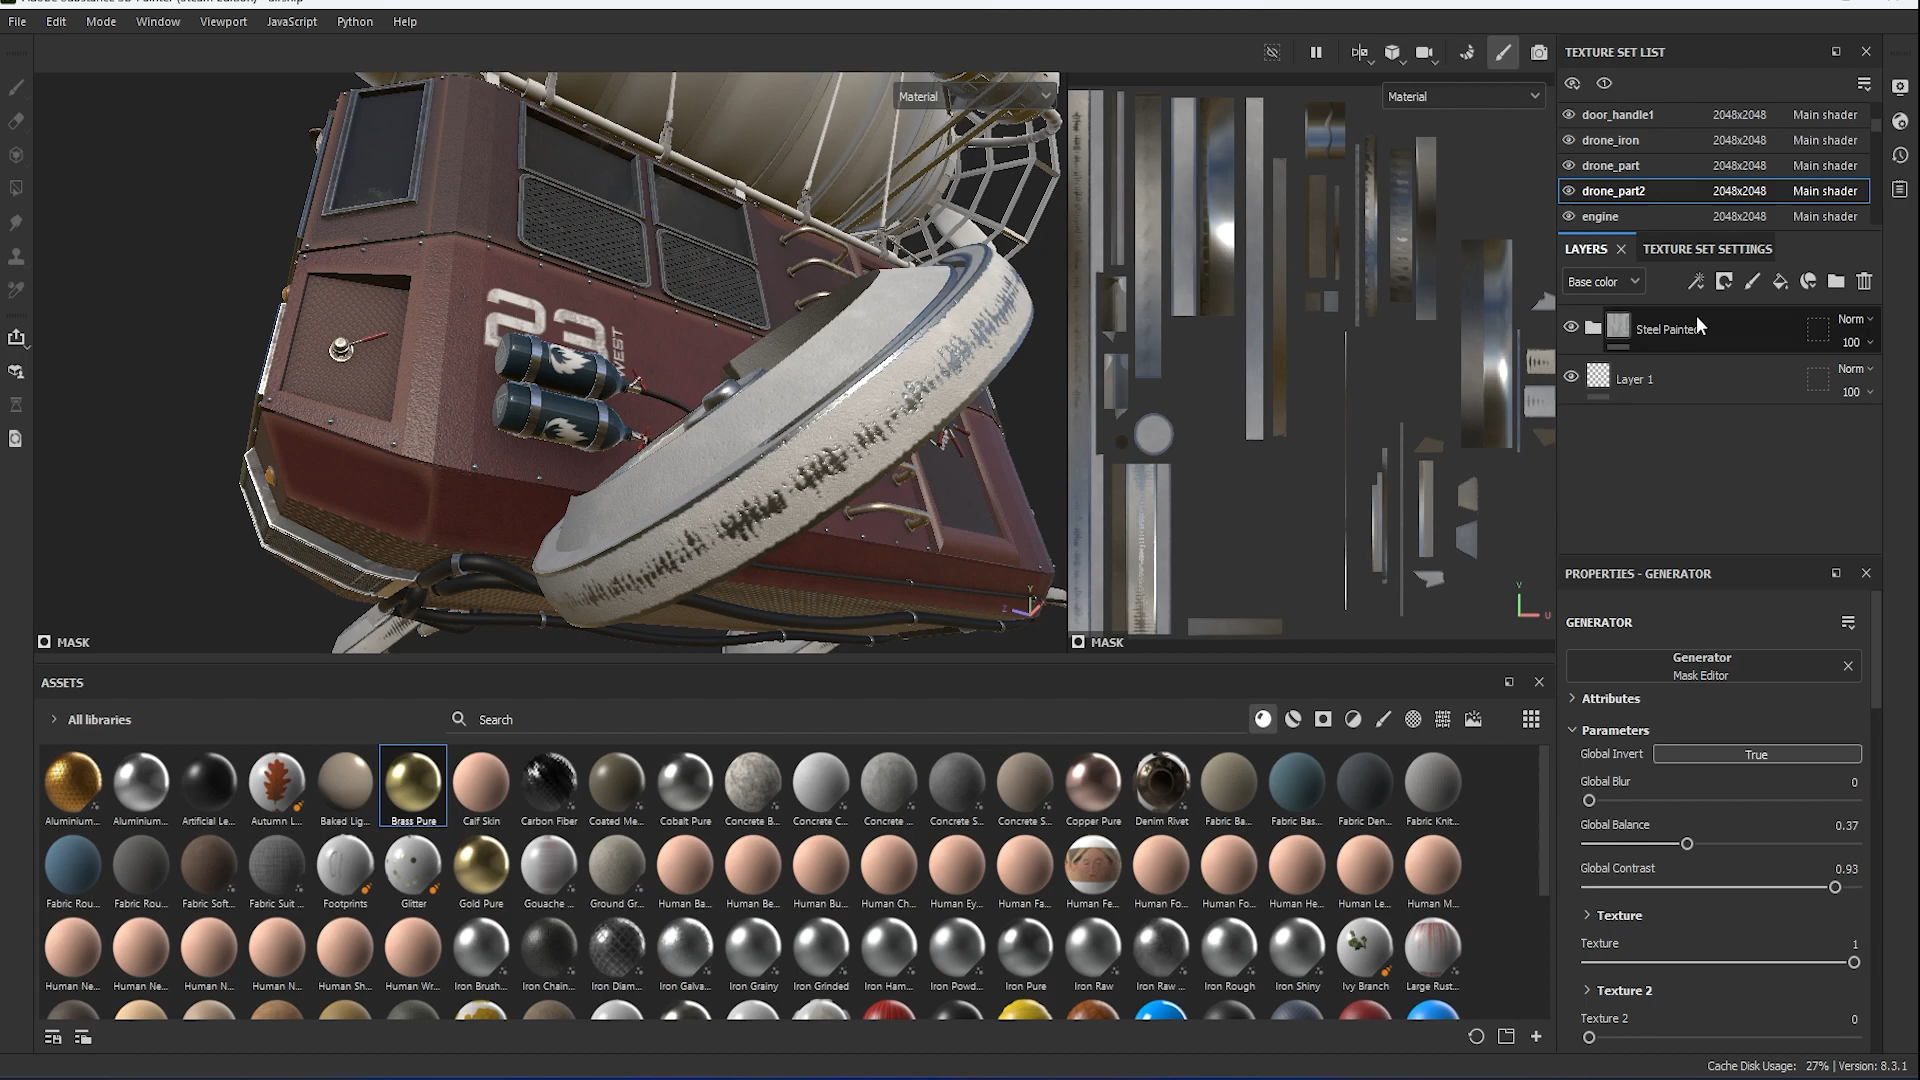 File Edit Mode Window Viewport JavaScript Python Help
Material
Material
23
WEST
MASK
MASK
TEXTURE SET LIST
door_handle1 2048x2048 Main shader
drone_iron 2048x2048 Main shader
drone_part 2048x2048 Main shader
drone_part2 2048x2048 Main shader
engine 2048x2048 Main shader
LAYERS TEXTURE SET SETTINGS
Base color
Steel Painted Norm
100
Layer 1 Norm
100
PROPERTIES - GENERATOR
GENERATOR
Generator
Mask Editor
Attributes
Parameters
Global Invert True
Global Blur 0
Global Balance 0.37
Global Contrast 0.93
Texture
Texture 1
Texture 2
Texture 2 0
ASSETS
All libraries Search
Aluminium... Aluminium... Artificial Le... Autumn L... Baked Lig... Brass Pure Calf Skin Carbon Fiber Coated Me... Cobalt Pure Concrete B... Concrete C... Concrete ... Concrete S... Concrete S... Copper Pure Denim Rivet Fabric Ba... Fabric Bas... Fabric Den... Fabric Knit...
Fabric Rou... Fabric Rou... Fabric Soft... Fabric Suit ... Footprints Glitter Gold Pure Gouache ... Ground Gr... Human Ba... Human Be... Human Bu... Human Ch... Human Ey... Human Fa... Human Fe... Human Fo... Human Fo... Human He... Human Le... Human M...
Human Ne... Human Ne... Human N... Human N... Human Sh... Human Wr... Iron Brush... Iron Chain... Iron Diam... Iron Galva... Iron Grainy Iron Grinded Iron Ham... Iron Powd... Iron Pure Iron Raw Iron Raw ... Iron Rough Iron Shiny Ivy Branch Large Rust...
Cache Disk Usage: 27% | Version: 8.3.1